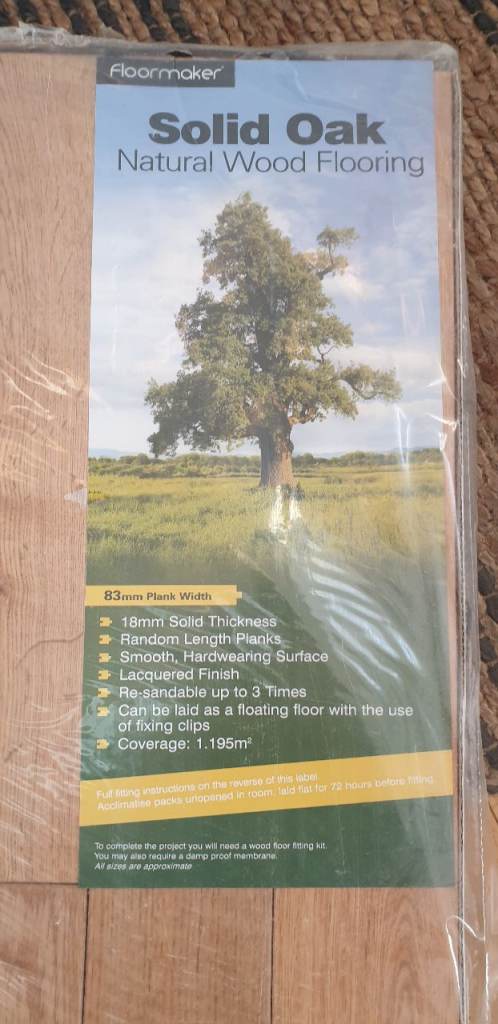 Floormaker
Solid Oak
Natural Wood Flooring
83mm Plank Width
18mm Solid Thickness
Random Length Planks
Smooth, Hardwearing Surface
Lacquered Finish
Re-sandable up to 3 Times
Can be laid as a floating floor with the use
of fixing clips
Coverage: 1.195m²
Full fitting instructions on the reverse of this label
Acclimatise packs unopened in room, laid flat for 72 hours before fitting
To complete the project you will need a wood floor fitting kit.
You may also require a damp proof membrane.
All sizes are approximate